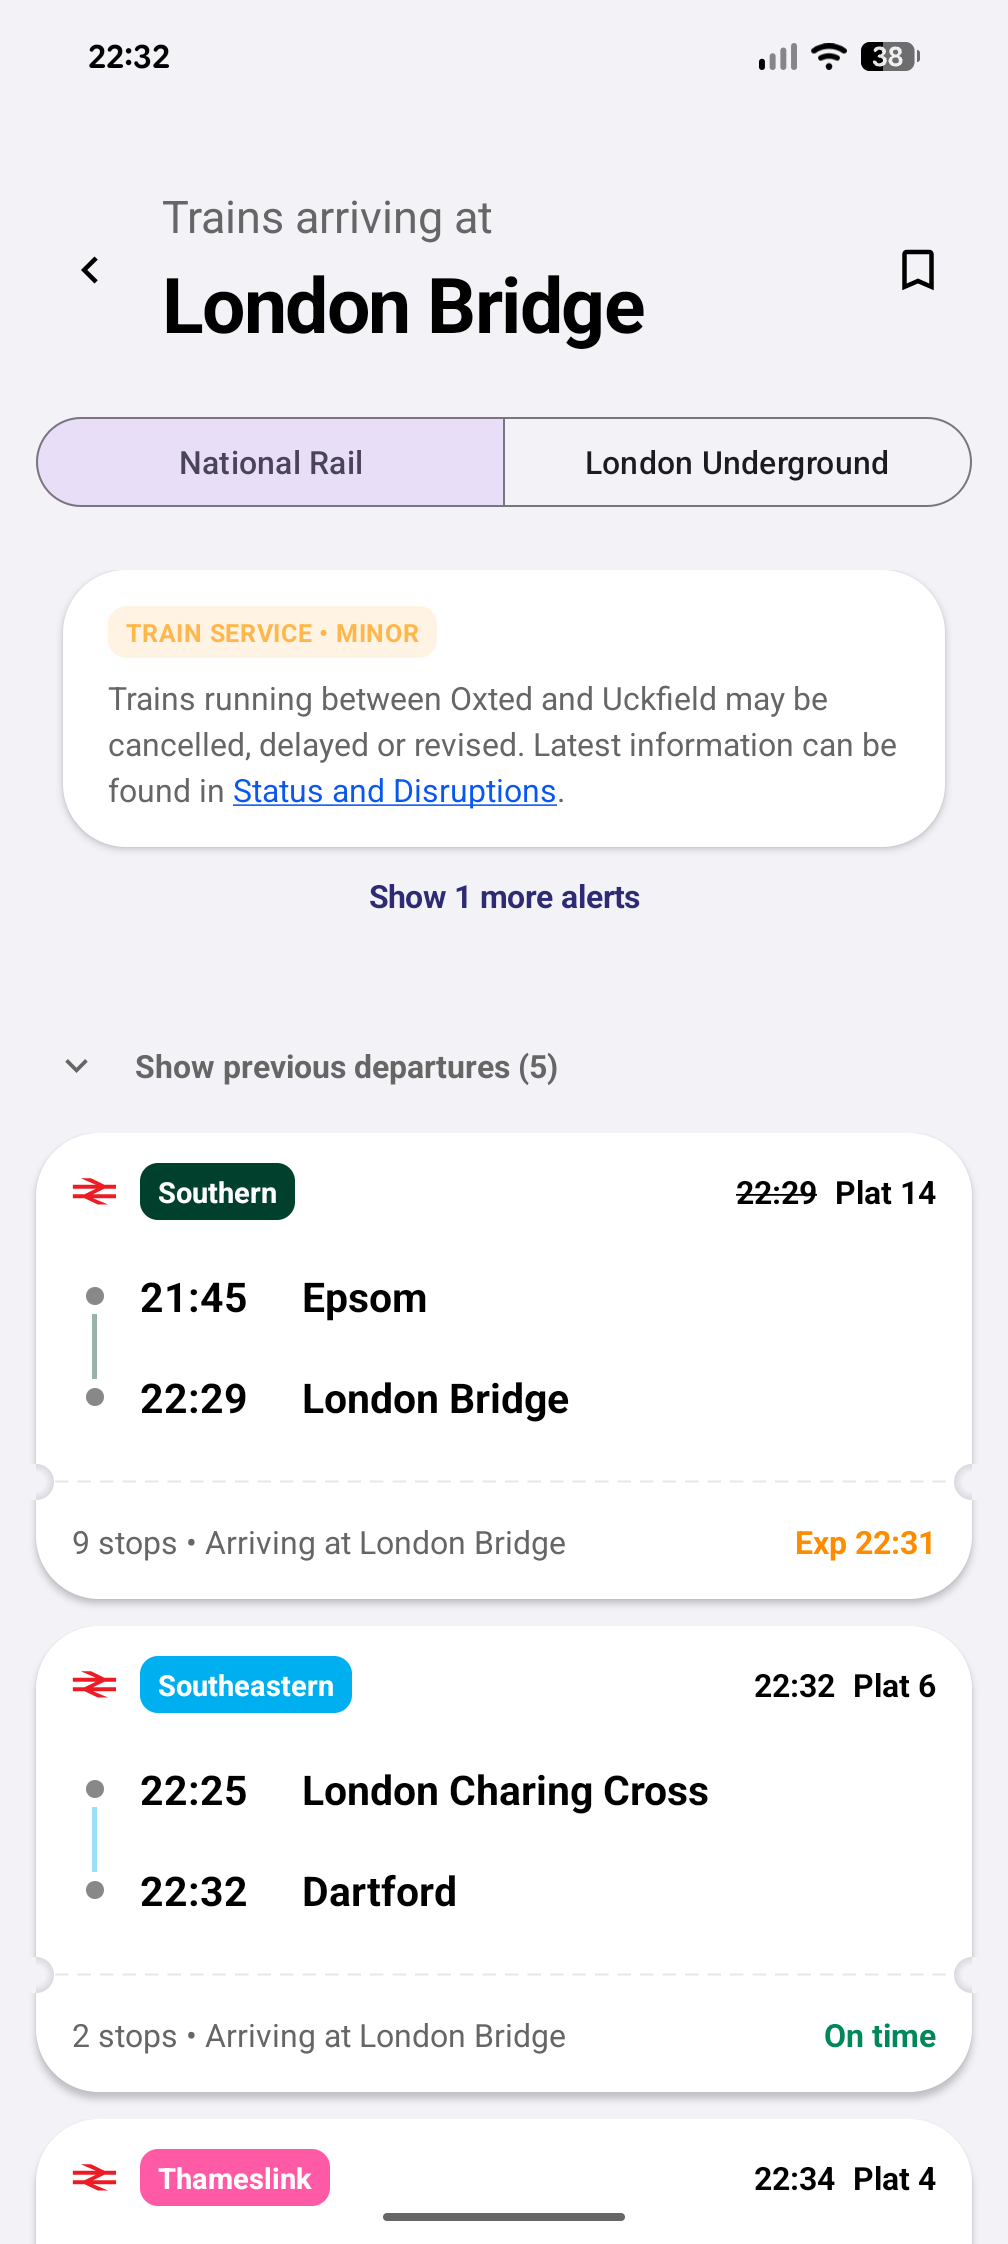 22:32
38
Trains arriving at
London Bridge
National Rail
London Underground
TRAIN SERVICE • MINOR
Trains running between Oxted and Uckfield may be
cancelled, delayed or revised. Latest information can be
found in Status and Disruptions.
Show 1 more alerts
Show previous departures (5)
Southern 22:29 Plat 14
21:45 Epsom
22:29 London Bridge
9 stops • Arriving at London Bridge Exp 22:31
Southeastern 22:32 Plat 6
22:25 London Charing Cross
22:32 Dartford
2 stops • Arriving at London Bridge On time
Thameslink 22:34 Plat 4